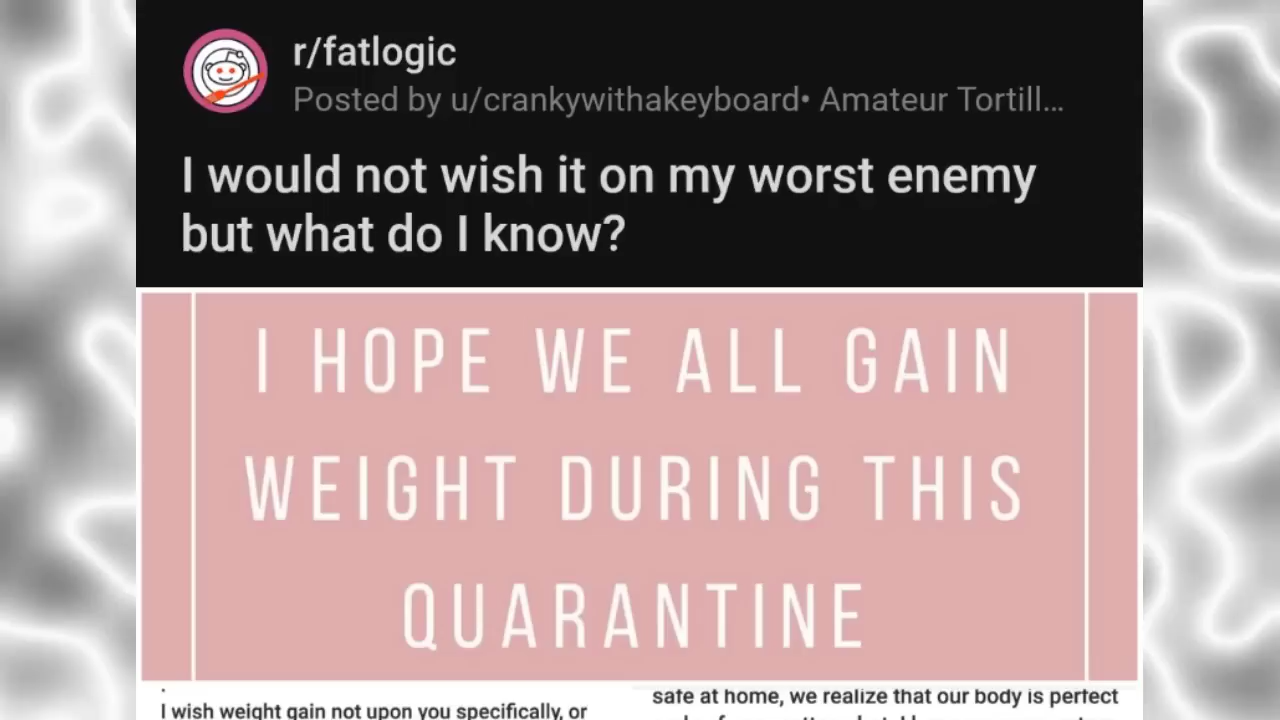 r/fatlogic
Posted by u/crankywithakeyboard• Amateur Tortill...
I would not wish it on my worst enemy
but what do I know?
I HOPE WE ALL GAIN
WEIGHT DURING THIS
QUARANTINE
.
I wish weight gain not upon you specifically, or
safe at home, we realize that our body is perfect